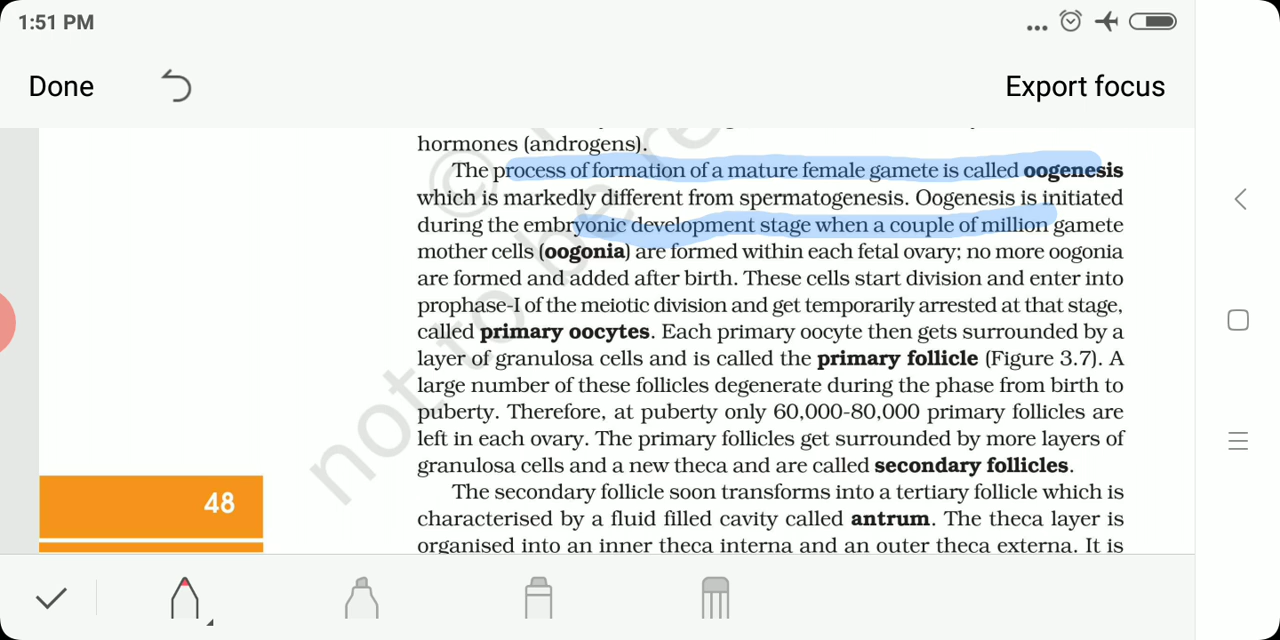 1:51 PM
Done
Export focus
hormones (androgens).
The process of formation of a mature female gamete is called oogenesis
which is markedly different from spermatogenesis. Oogenesis is initiated
during the embryonic development stage when a couple of million gamete
mother cells (oogonia) are formed within each fetal ovary; no more oogonia
are formed and added after birth. These cells start division and enter into
prophase-I of the meiotic division and get temporarily arrested at that stage,
called primary oocytes. Each primary oocyte then gets surrounded by a
layer of granulosa cells and is called the primary follicle (Figure 3.7). A
large number of these follicles degenerate during the phase from birth to
puberty. Therefore, at puberty only 60,000-80,000 primary follicles are
left in each ovary. The primary follicles get surrounded by more layers of
granulosa cells and a new theca and are called secondary follicles.
The secondary follicle soon transforms into a tertiary follicle which is
characterised by a fluid filled cavity called antrum. The theca layer is
organised into an inner theca interna and an outer theca externa. It is
48
©
not to be re